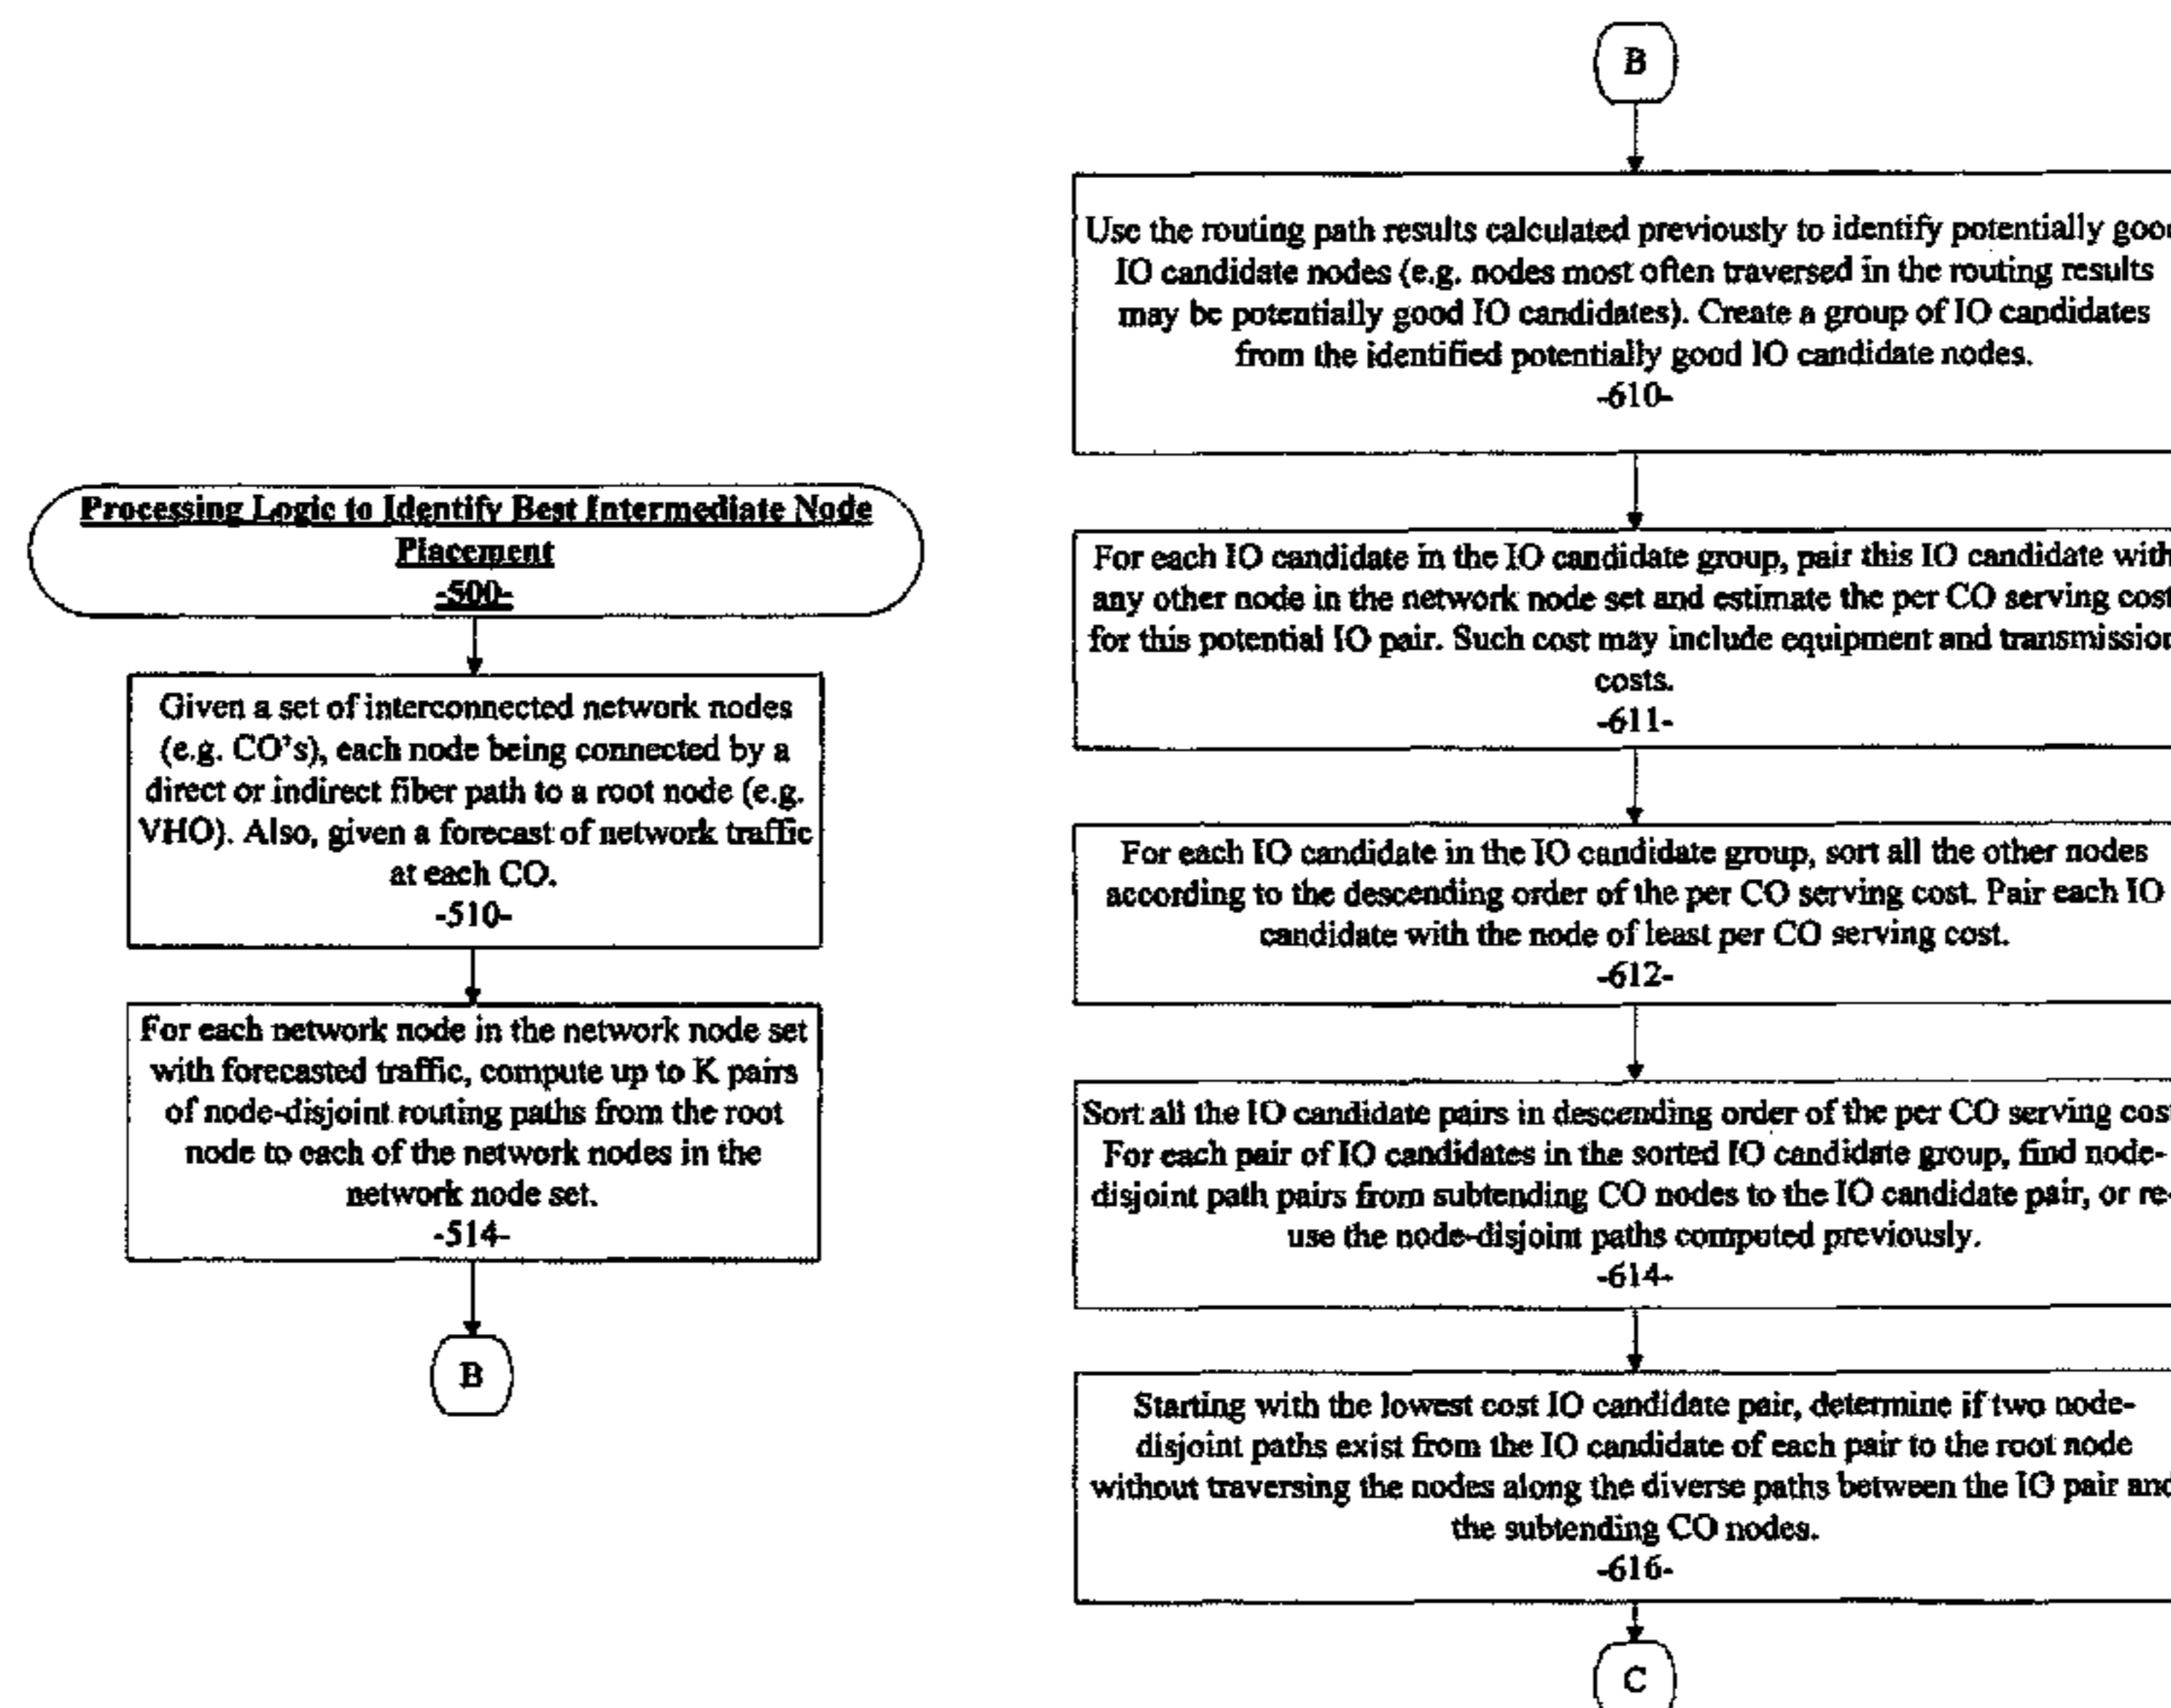 Processing Logic to Identify Best Intermediate Node
Placement
-500-
Given a set of interconnected network nodes
(e.g. CO's), each node being connected by a
direct or indirect fiber path to a root node (e.g.
VHO). Also, given a forecast of network traffic
at each CO.
-510-
For each network node in the network node set
with forecasted traffic, compute up to K pairs
of node-disjoint routing paths from the root
node to each of the network nodes in the
network node set.
-514-
B
B
Use the routing path results calculated previously to identify potentially good
IO candidate nodes (e.g. nodes most often traversed in the routing results
may be potentially good IO candidates). Create a group of IO candidates
from the identified potentially good IO candidate nodes.
-610-
For each IO candidate in the IO candidate group, pair this IO candidate with
any other node in the network node set and estimate the per CO serving cost
for this potential IO pair. Such cost may include equipment and transmission
costs.
-611-
For each IO candidate in the IO candidate group, sort all the other nodes
according to the descending order of the per CO serving cost. Pair each IO
candidate with the node of least per CO serving cost.
-612-
Sort all the IO candidate pairs in descending order of the per CO serving cost
For each pair of IO candidates in the sorted IO candidate group, find node-
disjoint path pairs from subtending CO nodes to the IO candidate pair, or re-
use the node-disjoint paths computed previously.
-614-
Starting with the lowest cost IO candidate pair, determine if two node-
disjoint paths exist from the IO candidate of each pair to the root node
without traversing the nodes along the diverse paths between the IO pair and
the subtending CO nodes.
-616-
C